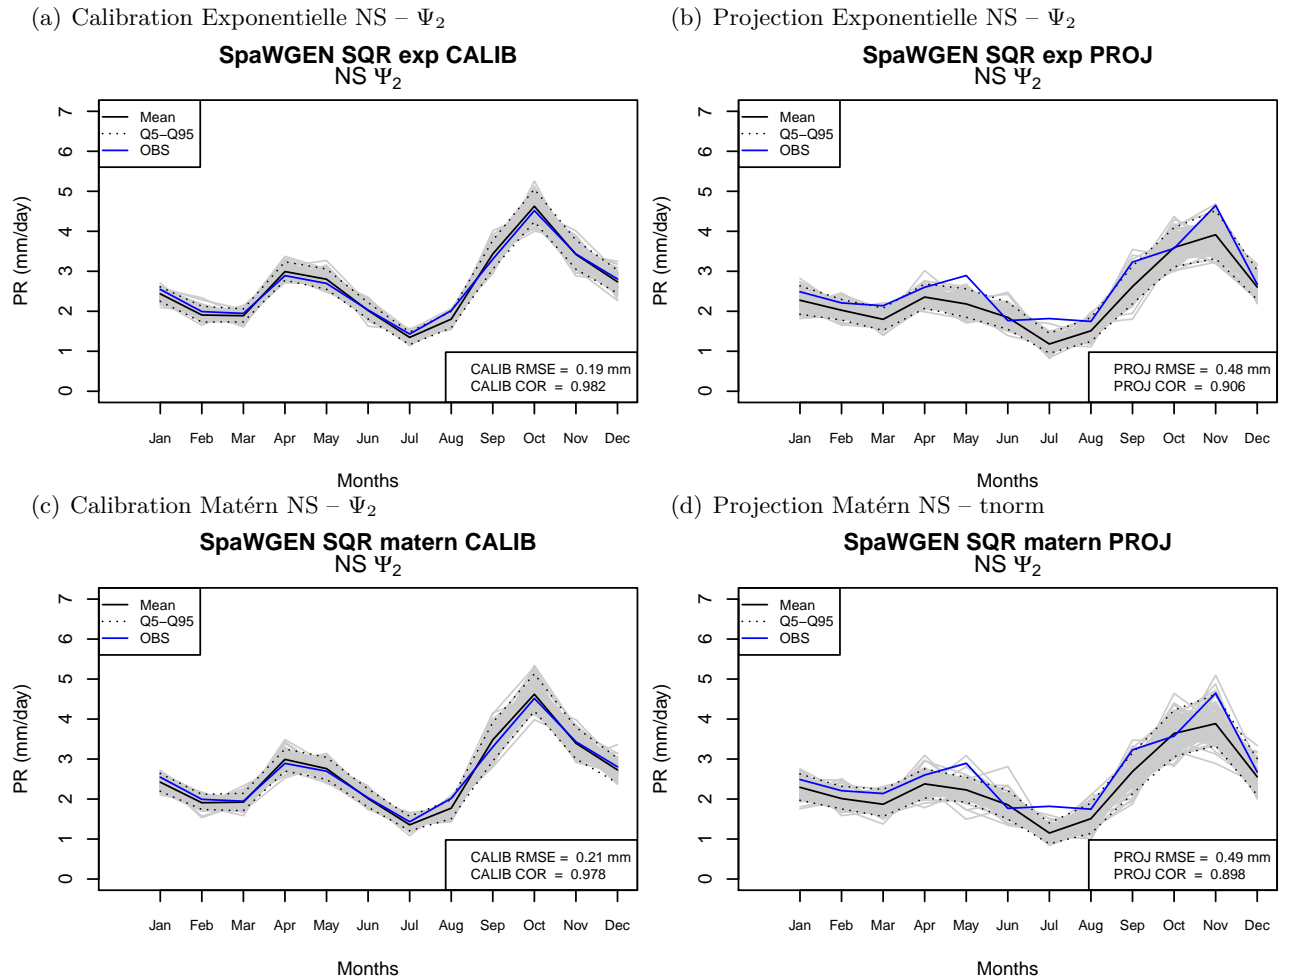 (a) Calibration Exponentielle NS – Ψ2
SpaWGEN SQR exp CALIB
NS Ψ2
Mean
Q5−Q95
OBS
PR (mm/day)
7
6
5
4
3
2
1
0
CALIB RMSE = 0.19 mm
CALIB COR = 0.982
Jan Feb Mar Apr May Jun Jul Aug Sep Oct Nov Dec
Months
(b) Projection Exponentielle NS – Ψ2
SpaWGEN SQR exp PROJ
NS Ψ2
Mean
Q5−Q95
OBS
PR (mm/day)
7
6
5
4
3
2
1
0
PROJ RMSE = 0.48 mm
PROJ COR = 0.906
Jan Feb Mar Apr May Jun Jul Aug Sep Oct Nov Dec
Months
(c) Calibration Matérn NS – Ψ2
SpaWGEN SQR matern CALIB
NS Ψ2
Mean
Q5−Q95
OBS
PR (mm/day)
7
6
5
4
3
2
1
0
CALIB RMSE = 0.21 mm
CALIB COR = 0.978
Jan Feb Mar Apr May Jun Jul Aug Sep Oct Nov Dec
Months
(d) Projection Matérn NS – tnorm
SpaWGEN SQR matern PROJ
NS Ψ2
Mean
Q5−Q95
OBS
PR (mm/day)
7
6
5
4
3
2
1
0
PROJ RMSE = 0.49 mm
PROJ COR = 0.898
Jan Feb Mar Apr May Jun Jul Aug Sep Oct Nov Dec
Months